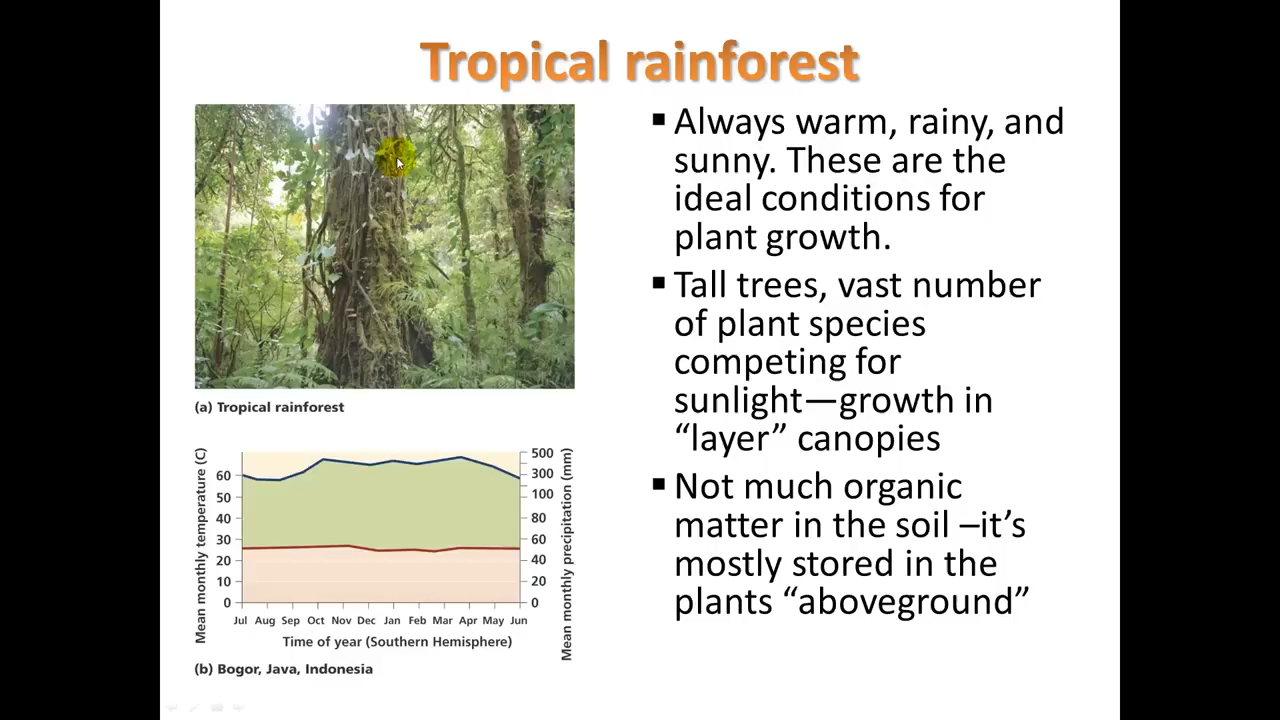 Tropical rainforest
(a) Tropical rainforest
Mean monthly temperature (C)
60
50
40
30
20
10
0
500
300
100
80
60
40
20
0
Mean monthly precipitation (mm)
Jul Aug Sep Oct Nov Dec Jan Feb Mar Apr May Jun
Time of year (Southern Hemisphere)
(b) Bogor, Java, Indonesia
▪ Always warm, rainy, and
sunny. These are the
ideal conditions for
plant growth.
▪ Tall trees, vast number
of plant species
competing for
sunlight—growth in
“layer” canopies
▪ Not much organic
matter in the soil –it’s
mostly stored in the
plants “aboveground”